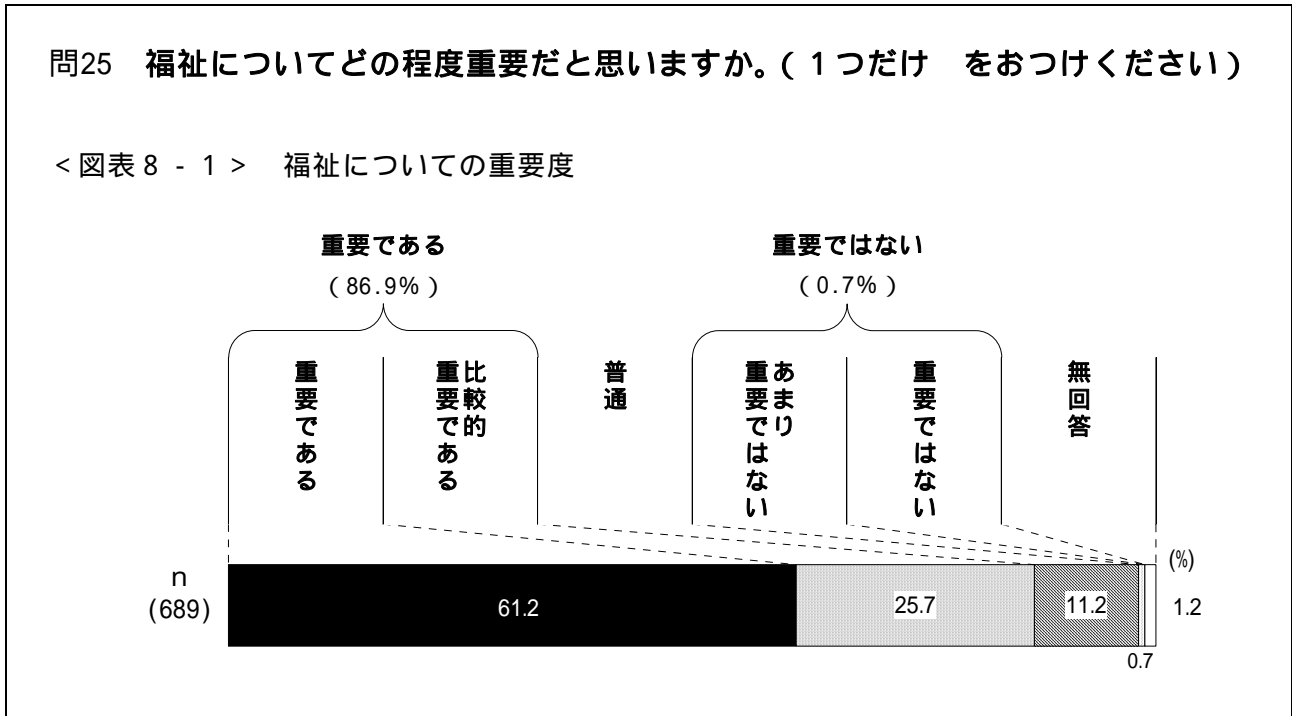 問25　福祉についてどの程度重要だと思いますか。(１つだけ　をおつけください)
<図表８-１>　福祉についての重要度
重要である
(86.9%)
重要ではない
(0.7%)
重要である
比較的
重要である
普通
あまり
重要ではない
重要ではない
無回答
(%)
n
(689)
61.2
25.7
11.2
1.2
0.7